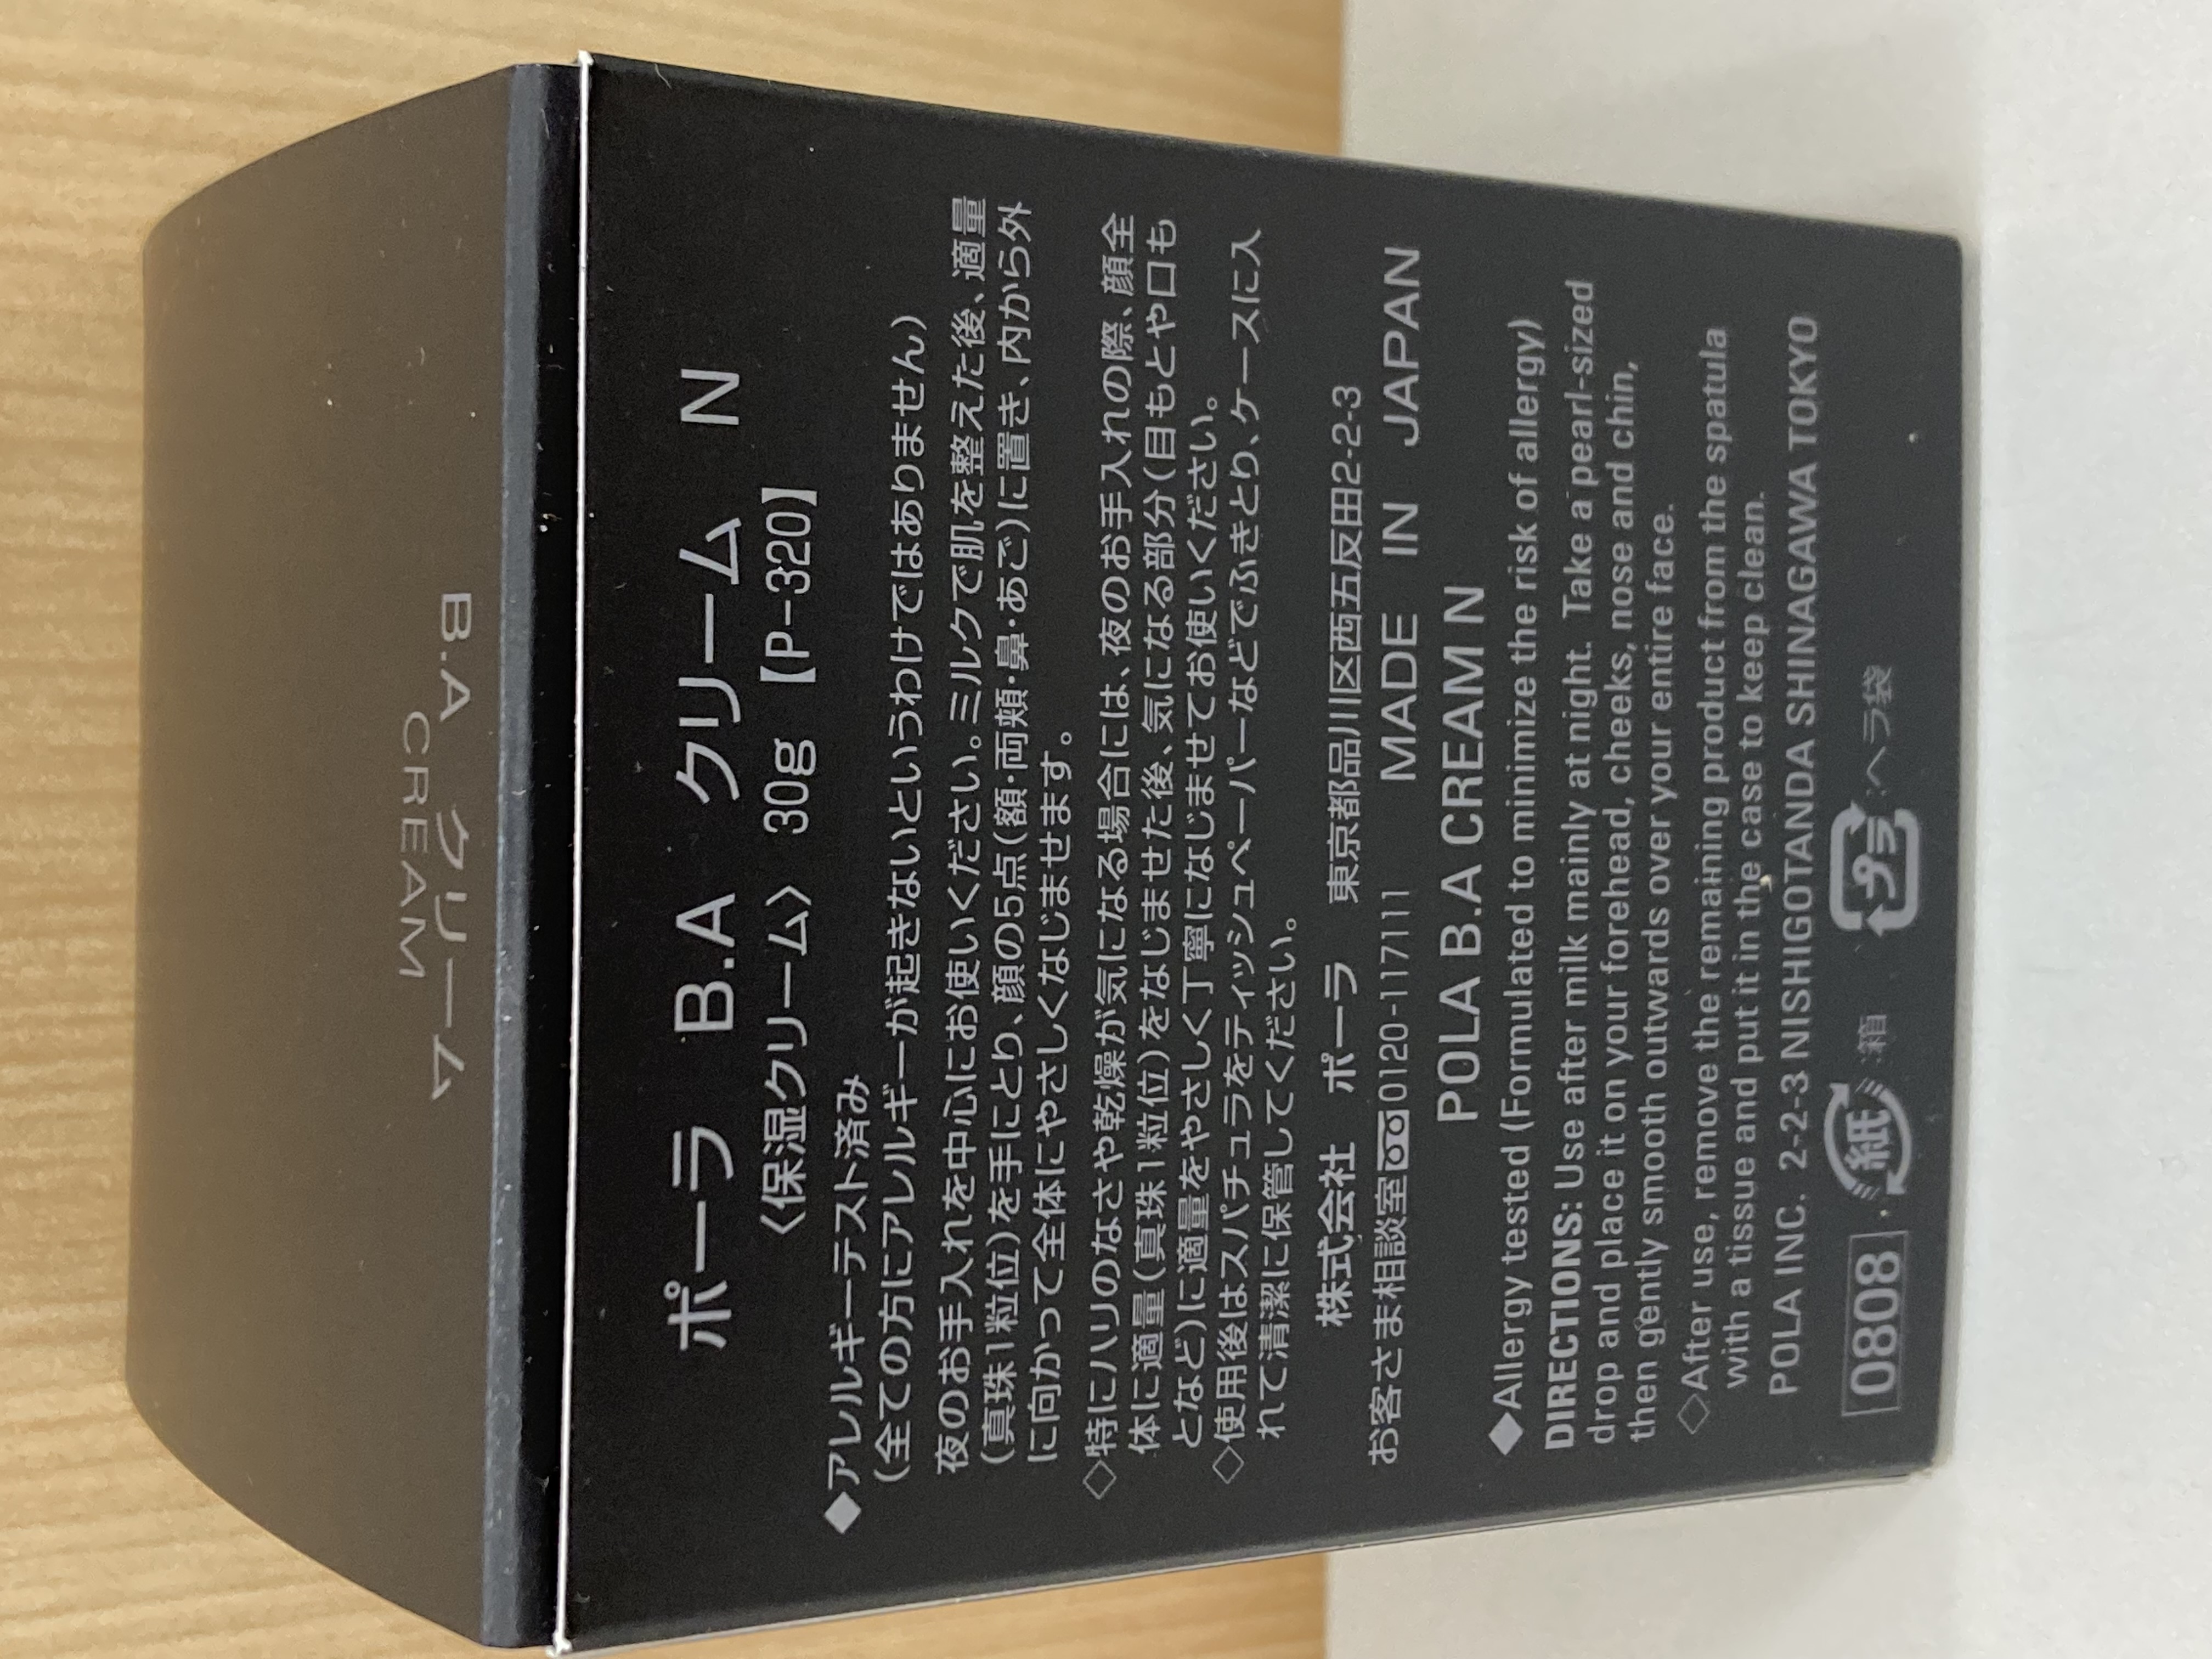 B.A クリーム
CREAM
ポーラ B.A クリーム N
〈保湿クリーム〉 30g 【P-320】
◆アレルギーテスト済み
(全ての方にアレルギーが起きないというわけではありません)
夜のお手入れを中心にお使いください。ミルクで肌を整えた後、適量
(真珠1粒位)を手にとり、顔の5点(額・両頬・鼻・あご)に置き、内から外
に向かって全体にやさしくなじませます。
◇特にハリのなさや乾燥が気になる場合には、夜のお手入れの際、顔全
体に適量(真珠1粒位)をなじませた後、気になる部分(目もとや口も
となど)に適量をやさしく丁寧になじませてお使いください。
◇使用後はスパチュラをティッシュペーパーなどでふきとり、ケースに入
れて清潔に保管してください。
株式会社 ポーラ 東京都品川区西五反田2-2-3
お客さま相談室 0120-117111 MADE IN JAPAN
POLA B.A CREAM N
◆Allergy tested (Formulated to minimize the risk of allergy)
DIRECTIONS: Use after milk mainly at night. Take a pearl-sized
drop and place it on your forehead, cheeks, nose and chin,
then gently smooth outwards over your entire face.
◇After use, remove the remaining product from the spatula
with a tissue and put it in the case to keep clean.
POLA INC. 2-2-3 NISHIGOTANDA SHINAGAWA TOKYO
0808 紙 :箱 プラ :ヘラ袋